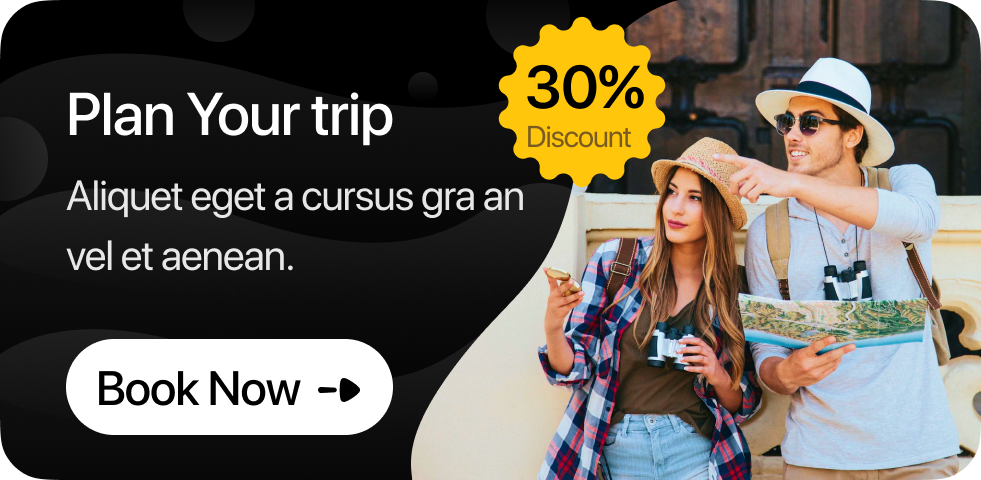 Plan Your trip
Aliquet eget a cursus gra an
vel et aenean.
Book Now
30%
Discount